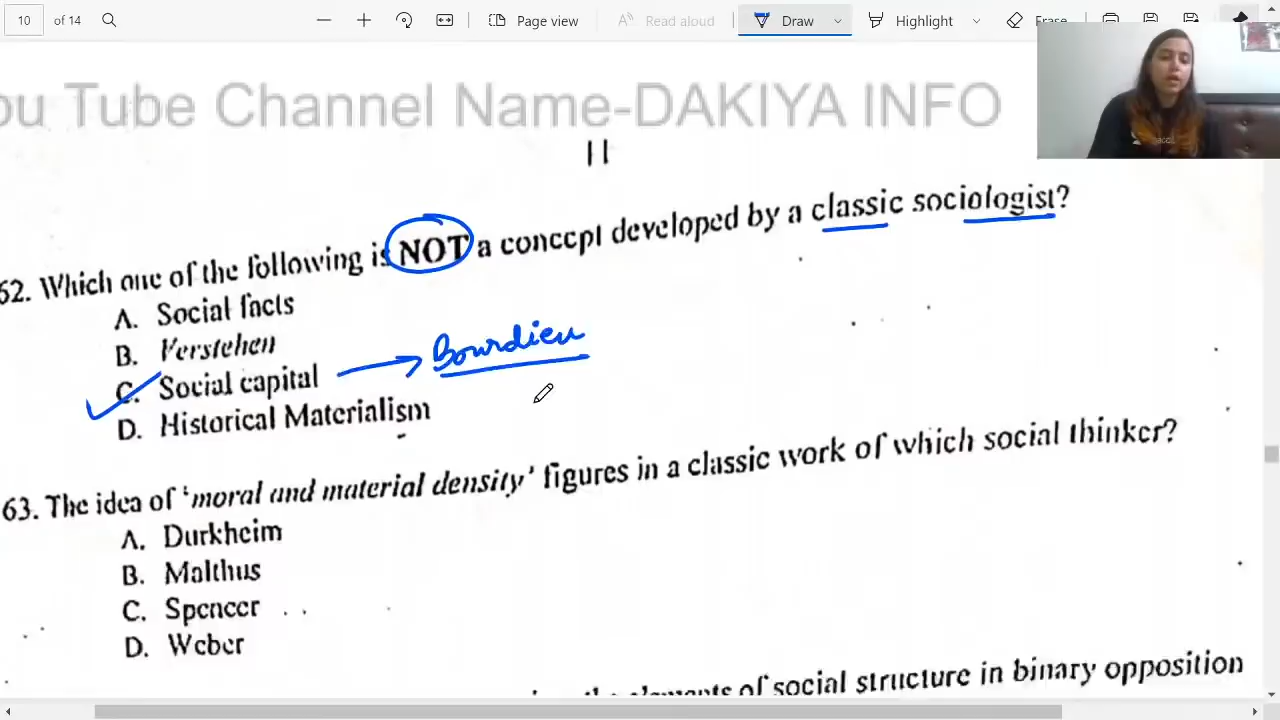 10 of 14 Page view Read aloud Draw Highlight Erase
ou Tube Channel Name-DAKIYA INFO
11
62. Which one of the following is NOT a concept developed by a classic sociologist?
A. Social facts
B. Verstehen
C. Social capital → Bourdieu
D. Historical Materialism
63. The idea of 'moral and material density' figures in a classic work of which social thinker?
A. Durkheim
B. Malthus
C. Spencer
D. Weber
elements of social structure in binary opposition